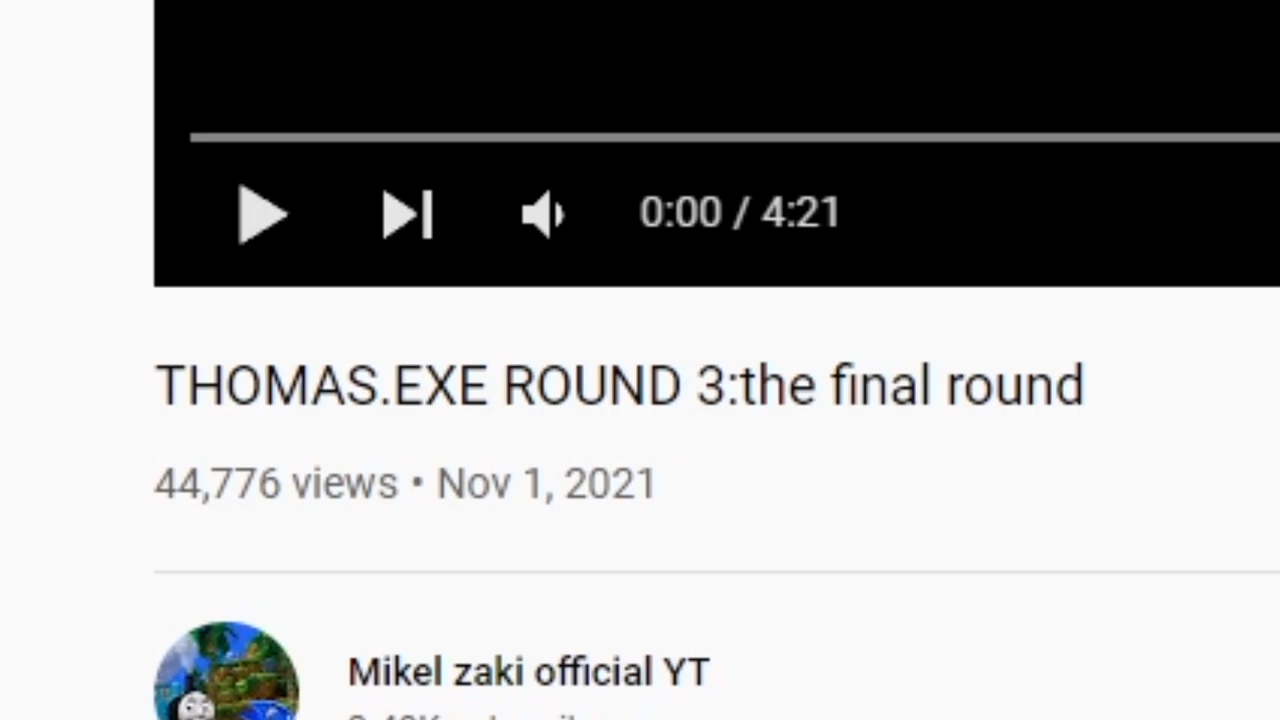 0:00 / 4:21
THOMAS.EXE ROUND 3:the final round
44,776 views • Nov 1, 2021
Mikel zaki official YT